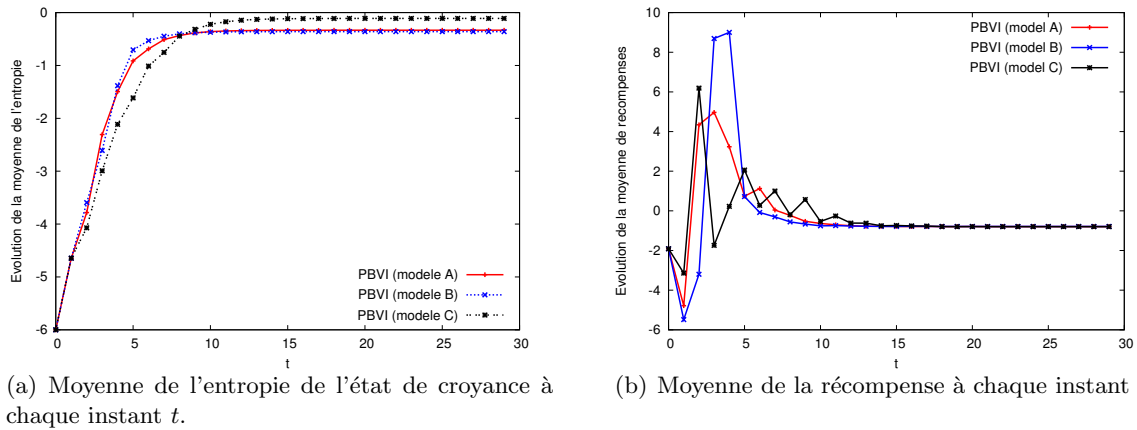 0
-1
-2
-3
-4
-5
-6
0 5 10 15 20 25 30
t
Evolution de la moyenne de l'entropie
PBVI (modele A)
PBVI (modele B)
PBVI (modele C)
(a) Moyenne de l'entropie de l'état de croyance à
chaque instant t.
10
8
6
4
2
0
-2
-4
-6
0 5 10 15 20 25 30
t
Evolution de la moyenne de recompenses
PBVI (model A)
PBVI (model B)
PBVI (model C)
(b) Moyenne de la récompense à chaque instant